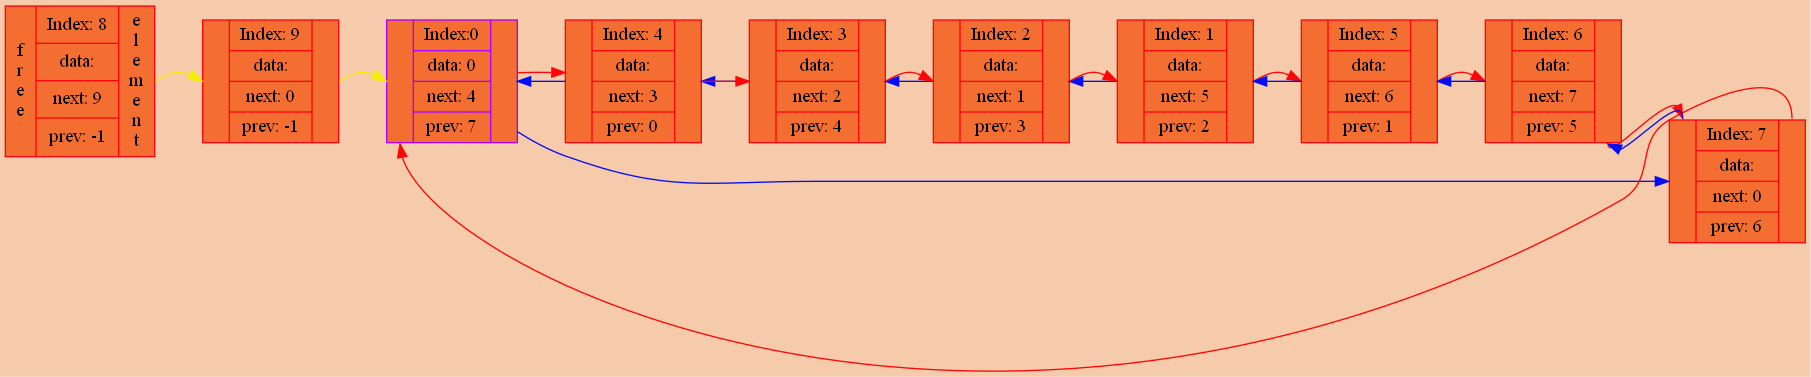 free
Index: 8
data:
next: 9
prev: -1
element
Index: 9
data:
next: 0
prev: -1
Index:0
data: 0
next: 4
prev: 7
Index: 4
data:
next: 3
prev: 0
Index: 3
data:
next: 2
prev: 4
Index: 2
data:
next: 1
prev: 3
Index: 1
data:
next: 5
prev: 2
Index: 5
data:
next: 6
prev: 1
Index: 6
data:
next: 7
prev: 5
Index: 7
data:
next: 0
prev: 6